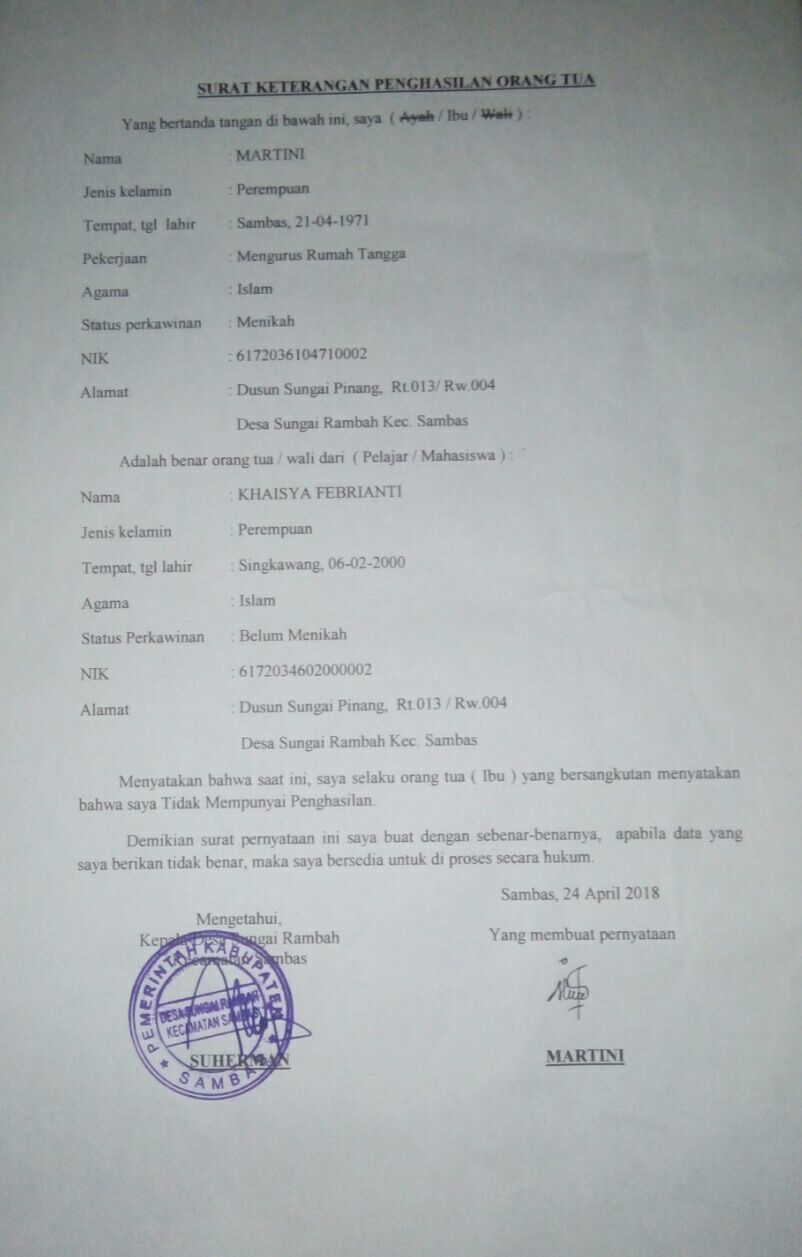 SURAT KETERANGAN PENGHASILAN ORANG TUA
Yang bertanda tangan di bawah ini, saya ( Ayah / Ibu / Wali ) :
Nama : MARTINI
Jenis kelamin : Perempuan
Tempat, tgl lahir : Sambas, 21-04-1971
Pekerjaan : Mengurus Rumah Tangga
Agama : Islam
Status perkawinan : Menikah
NIK : 6172036104710002
Alamat : Dusun Sungai Pinang, Rt.013/ Rw.004
Desa Sungai Rambah Kec. Sambas
Adalah benar orang tua / wali dari ( Pelajar / Mahasiswa ) :
Nama : KHAISYA FEBRIANTI
Jenis kelamin : Perempuan
Tempat, tgl lahir : Singkawang, 06-02-2000
Agama : Islam
Status Perkawinan : Belum Menikah
NIK : 6172034602000002
Alamat : Dusun Sungai Pinang, Rt.013 / Rw.004
Desa Sungai Rambah Kec. Sambas
Menyatakan bahwa saat ini, saya selaku orang tua ( Ibu ) yang bersangkutan menyatakan
bahwa saya Tidak Mempunyai Penghasilan.
Demikian surat pernyataan ini saya buat dengan sebenar-benarnya, apabila data yang
saya berikan tidak benar, maka saya bersedia untuk di proses secara hukum.
Sambas, 24 April 2018
Mengetahui,
Kepala Desa Sungai Rambah
Kecamatan Sambas
Yang membuat pernyataan
PEMERINTAH KABUPATEN
DESA SUNGAI RAMBAH
KECAMATAN SAMBAS
SAMBAS
SUHERMAN
MARTINI